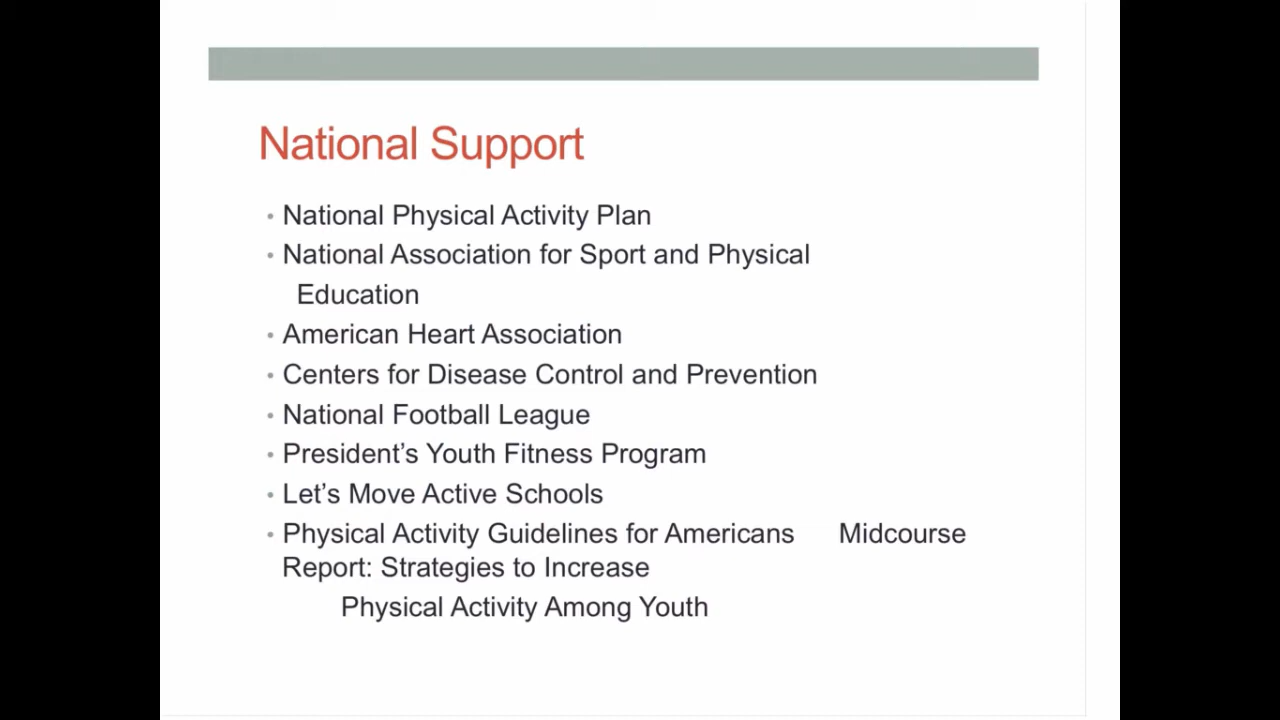 National Support
• National Physical Activity Plan
• National Association for Sport and Physical
Education
• American Heart Association
• Centers for Disease Control and Prevention
• National Football League
• President’s Youth Fitness Program
• Let’s Move Active Schools
• Physical Activity Guidelines for Americans Midcourse
Report: Strategies to Increase
Physical Activity Among Youth